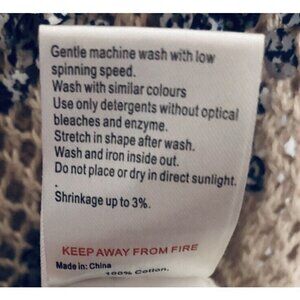 Gentle machine wash with low
spinning speed.
Wash with similar colours
Use only detergents without optical
bleaches and enzyme.
Stretch in shape after wash.
Wash and iron inside out.
Do not place or dry in direct sunlight.
.
Shrinkage up to 3%.
KEEP AWAY FROM FIRE
Made in: China
100% Cotton.